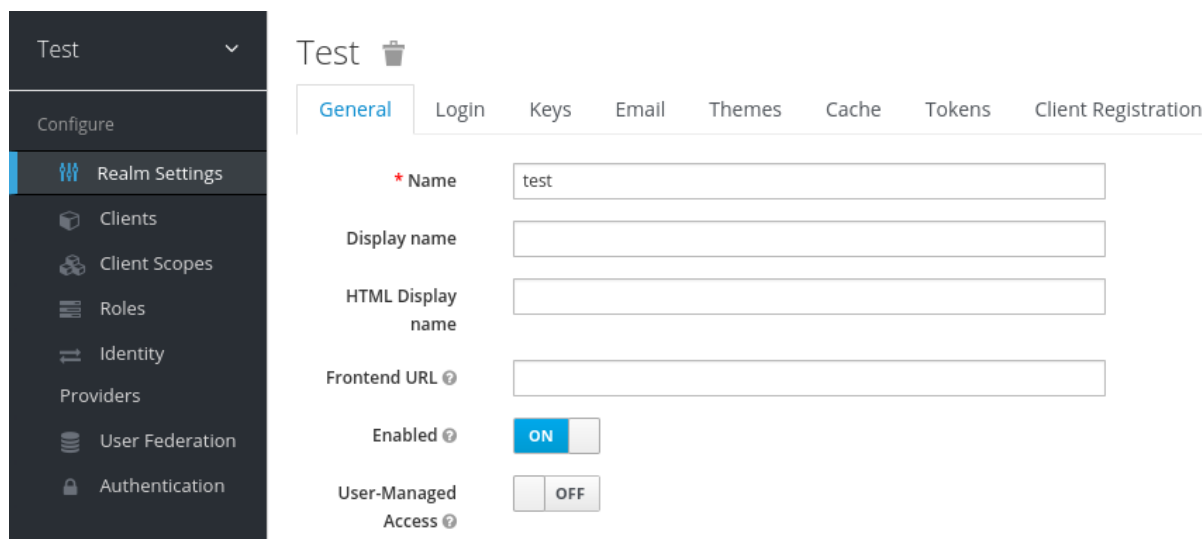 Test
Configure
Realm Settings
Clients
Client Scopes
Roles
Identity
Providers
User Federation
Authentication
Test
General Login Keys Email Themes Cache Tokens Client Registration
* Name test
Display name
HTML Display
name
Frontend URL
Enabled ON
User-Managed
Access OFF